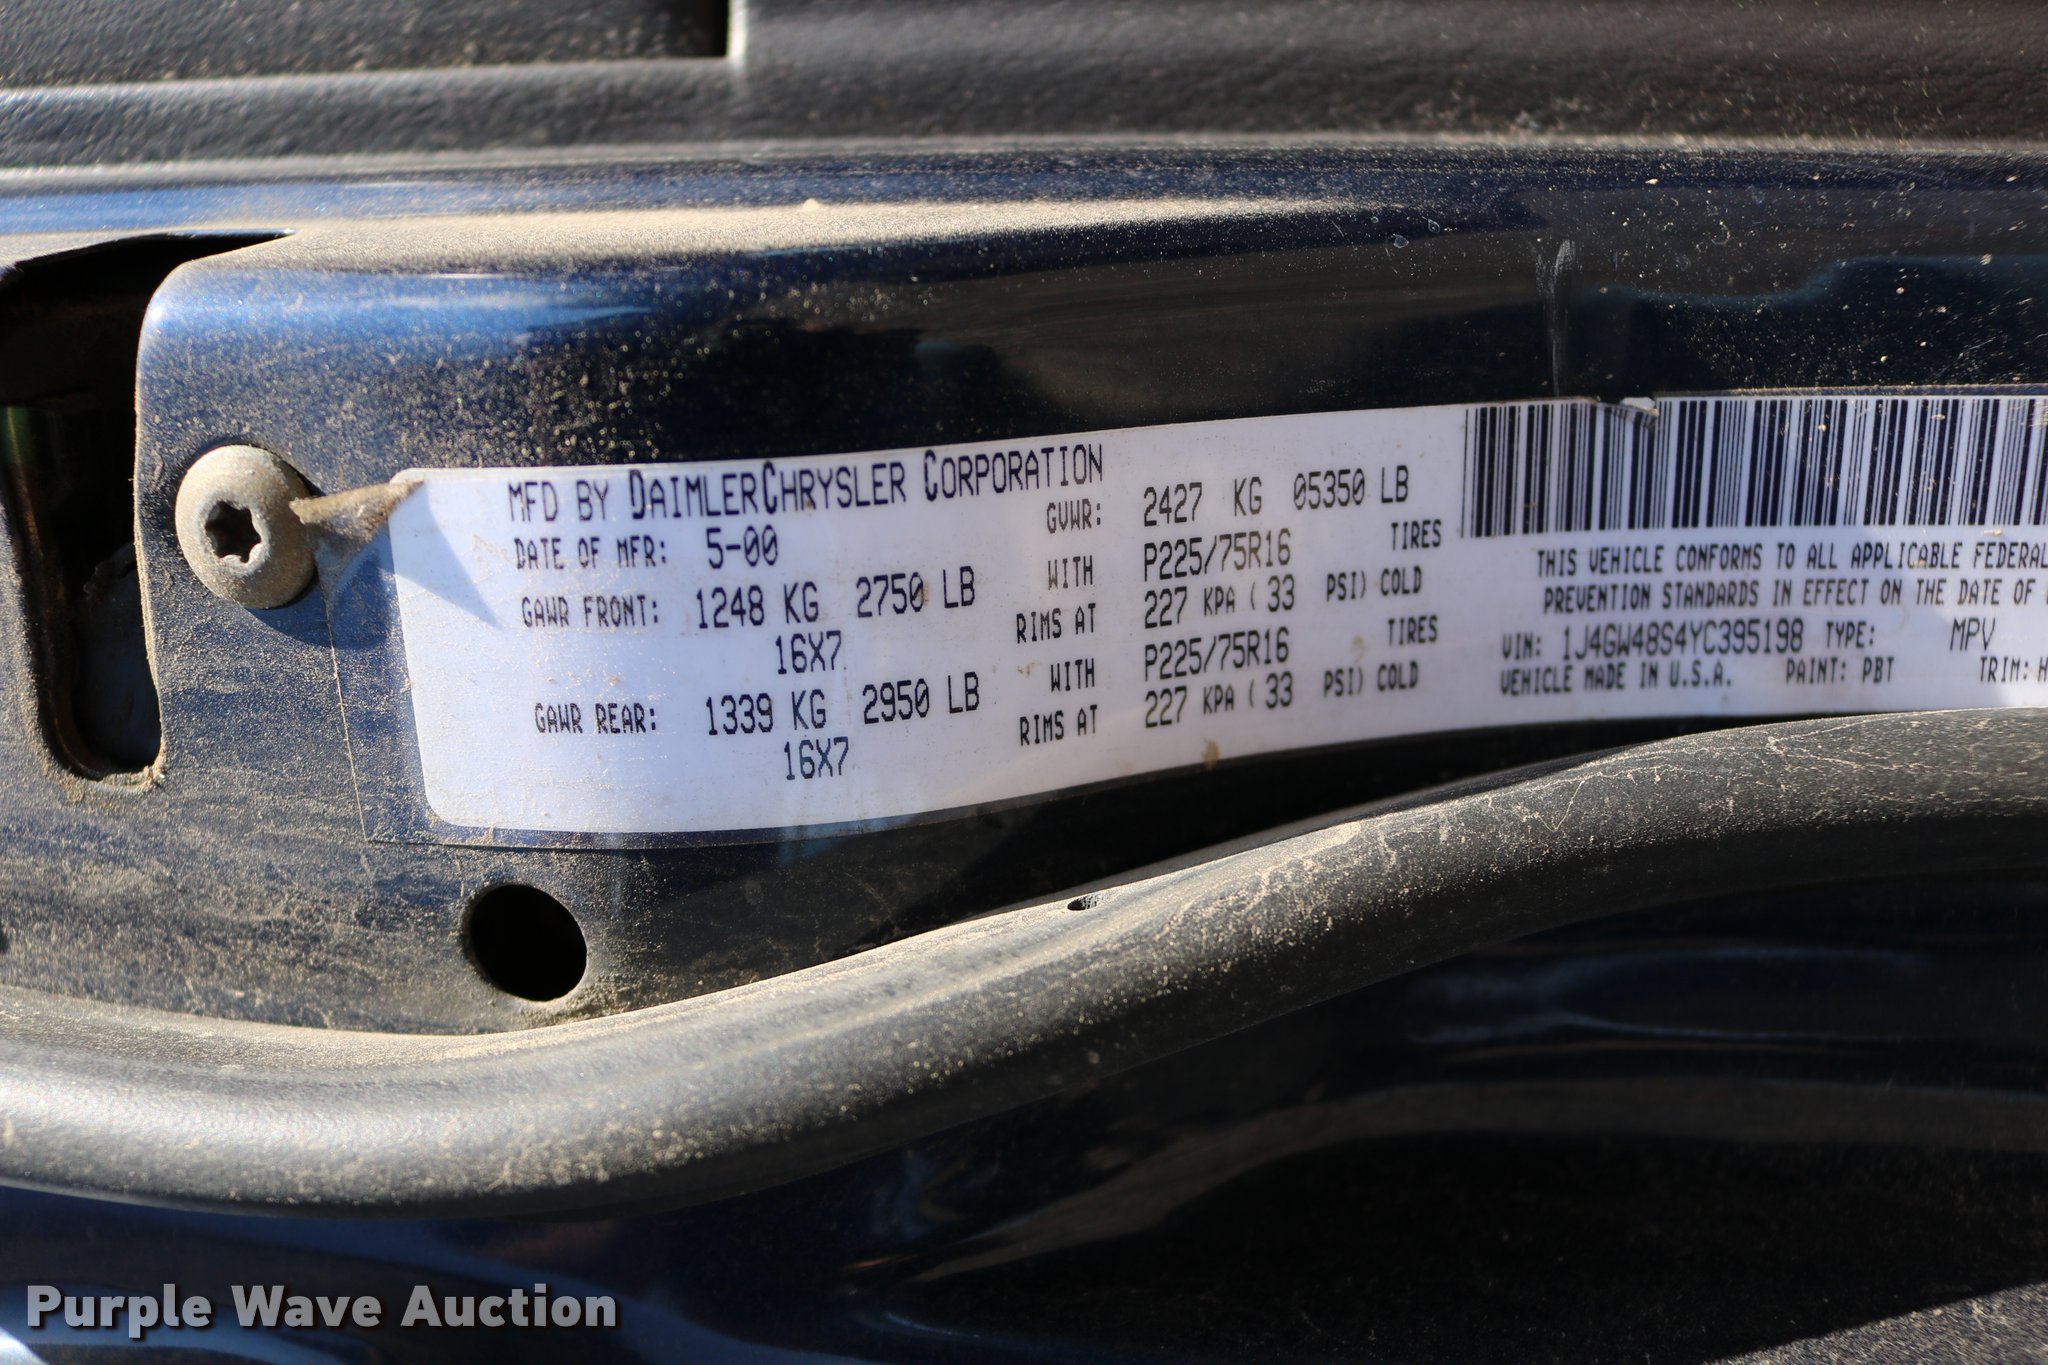 MFD BY DAIMLERCHRYSLER CORPORATION
DATE OF MFR: 5-00
GVWR: 2427 KG 05350 LB
GAWR FRONT: 1248 KG 2750 LB
WITH P225/75R16 TIRES
16X7 RIMS AT 227 KPA ( 33 PSI) COLD
GAWR REAR: 1339 KG 2950 LB
WITH P225/75R16 TIRES
16X7 RIMS AT 227 KPA ( 33 PSI) COLD
THIS VEHICLE CONFORMS TO ALL APPLICABLE FEDERAL
PREVENTION STANDARDS IN EFFECT ON THE DATE OF
VIN: 1J4GW48S4YC395198 TYPE: MPV
VEHICLE MADE IN U.S.A. PAINT: PBT TRIM: H
Purple Wave Auction